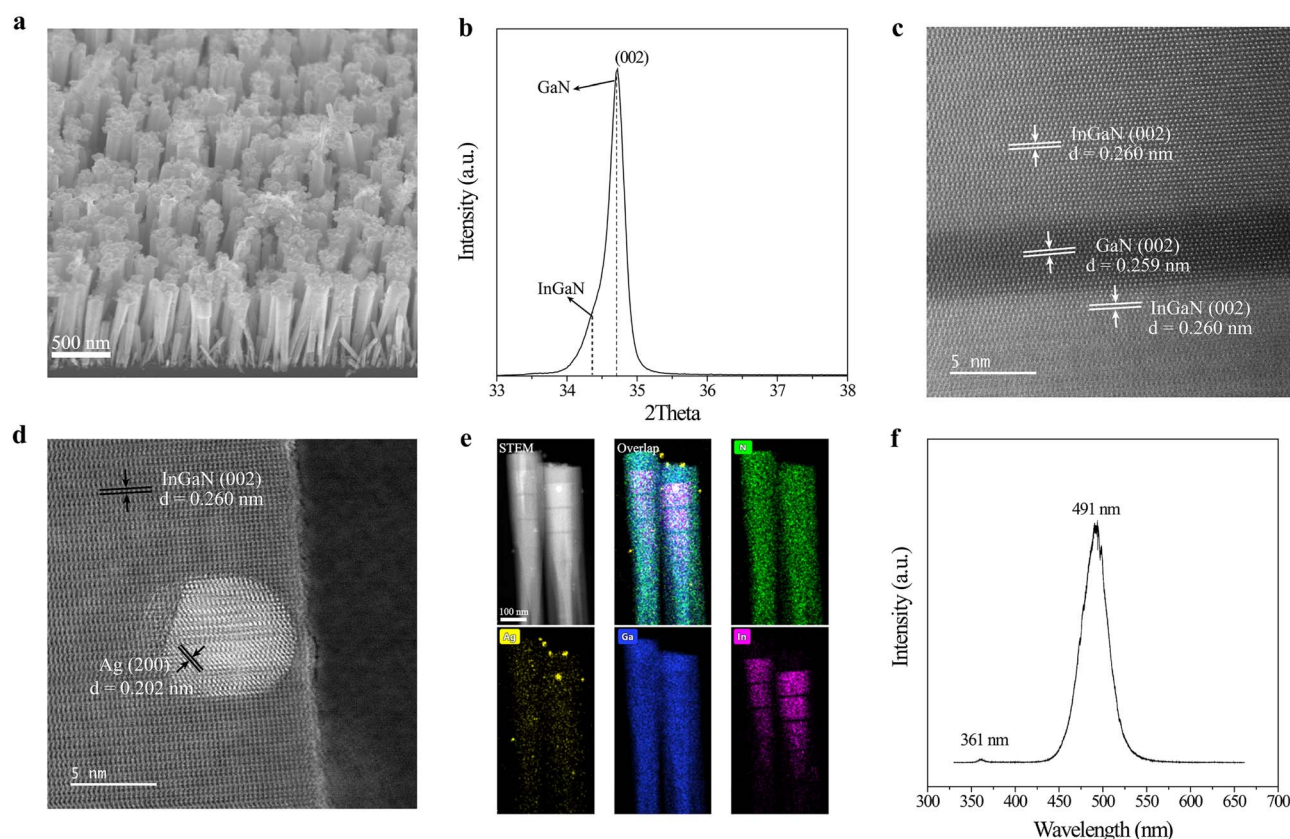 a
500 nm
b
(002)
GaN
InGaN
Intensity (a.u.)
33 34 35 36 37 38
2Theta
c
InGaN (002)
d = 0.260 nm
GaN (002)
d = 0.259 nm
InGaN (002)
d = 0.260 nm
5 nm
d
InGaN (002)
d = 0.260 nm
Ag (200)
d = 0.202 nm
5 nm
e
STEM
100 nm
Overlap
N
Ag
Ga
In
f
491 nm
361 nm
Intensity (a.u.)
300 350 400 450 500 550 600 650 700
Wavelength (nm)